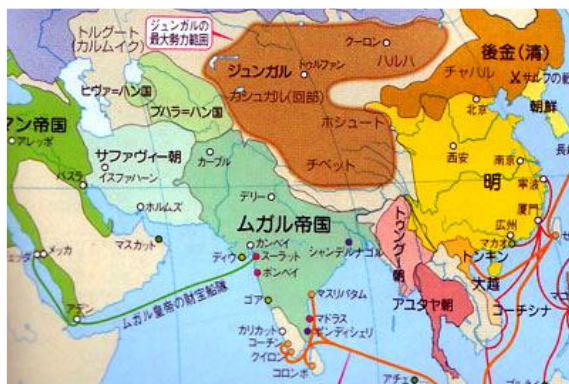 ジュンガルの
最大勢力範囲
トルグート
(カルムイク)
クーロン
後金(清)
ジュンガル
トゥルファン
ハルハ
チャハル
サルフの戦
ヒヴァ=ハン国
カシュガル(回部)
北京
朝鮮
マン帝国
ブハラ=ハン国
ホシュート
アレッポ
サファヴィー朝
カーブル
チベット
西安
南京
明
寧波
バスラ
イスファハーン
デリー
厦門
ホルムズ
ムガル帝国
広州
メッカ
マスカット
カンベイ
マカオ
ディウ
スーラット
シャンデルナゴル
トゥングー朝
トンキン
ボンベイ
大越
アデン
ムガル皇帝の財宝船隊
ゴア
マスリパタム
アユタヤ朝
コーチシナ
カリカット
マドラス
コーチン
ポンディシェリ
クイロン
コロンボ
アチェ